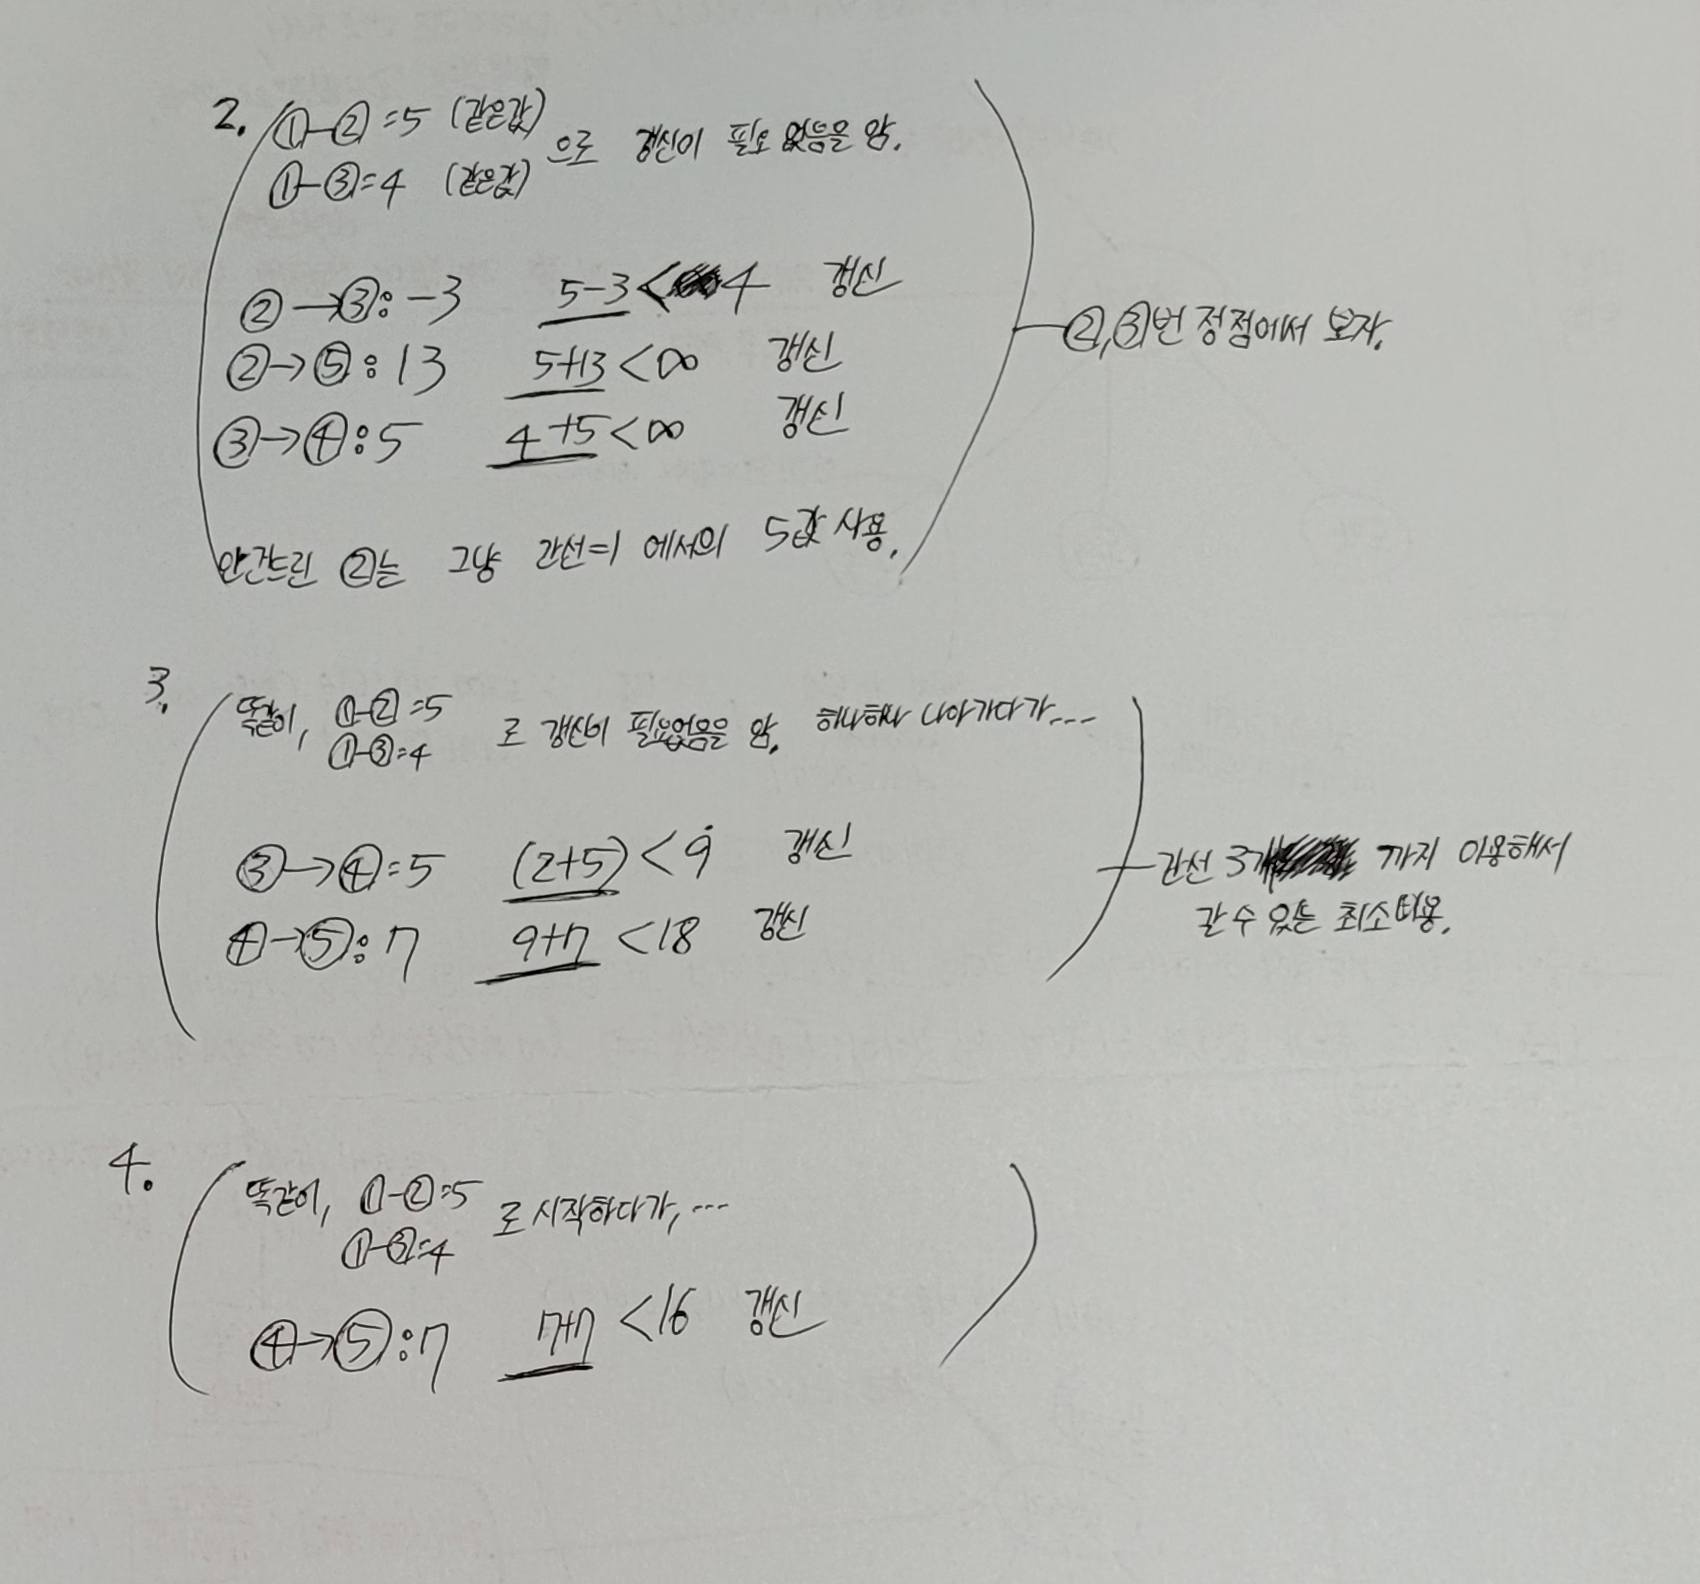 2. ①-②=5 (같은값)
①-③=4 (같은값) 으로 갱신이 필요 없음을 앎.
②→③: -3 5-3 < 4 갱신
②→⑤: 13 5+13 < ∞ 갱신
③→④: 5 4+5 < ∞ 갱신
②,③번 정점에서 보자.
안건드린 ②는 그냥 간선=1 에서의 5값 사용.
3. 똑같이, ①-②=5
①-③=4 로 갱신이 필요없음을 앎. 하나하나 나아가다가....
③→④=5 (2+5) < 9 갱신
④→⑤: 7 9+7 < 18 갱신
간선 3개 까지 이용해서
갈 수 있는 최소비용.
4. 똑같이, ①-②=5
①-③=4 로 시작하다가,...
④→⑤: 7 7+7 < 16 갱신